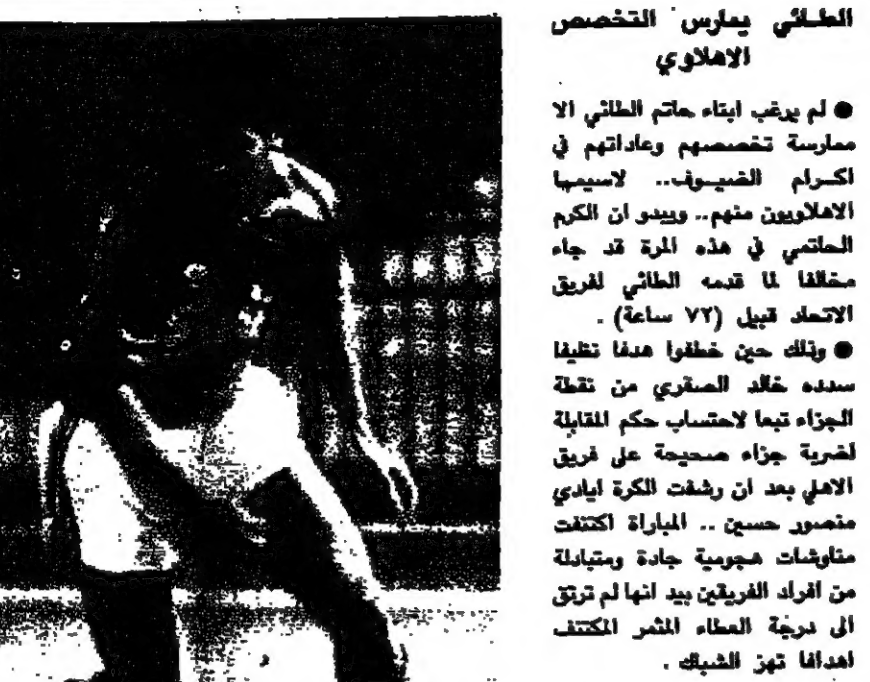 الطائي يمارس التخصص
الاهلاوي
● لم يرغب ابناء حاتم الطائي الا
ممارسة تخصصهم وعاداتهم في
اكرام الضيوف.. لاسيما
الاهلاويون منهم.. ويبدو ان الكرم
الحاتمي في هذه المرة قد جاء
مخالفا لما قدمه الطائي لفريق
الاتحاد قبيل (٧٢ ساعة) .
● وذلك حين خطفوا هدفا نظيفا
سدده خالد الصقري من نقطة
الجزاء تبعا لاحتساب حكم المقابلة
لضربة جزاء صحيحة على فريق
الاهلي بعد ان رشفت الكرة ايادي
منصور حسين .. المباراة اكتنفت
مناوشات هجومية جادة ومتبادلة
من افراد الفريقين بيد انها لم ترتق
الى درجة العطاء المثمر المكتنف
اهدافا تهز الشباك .